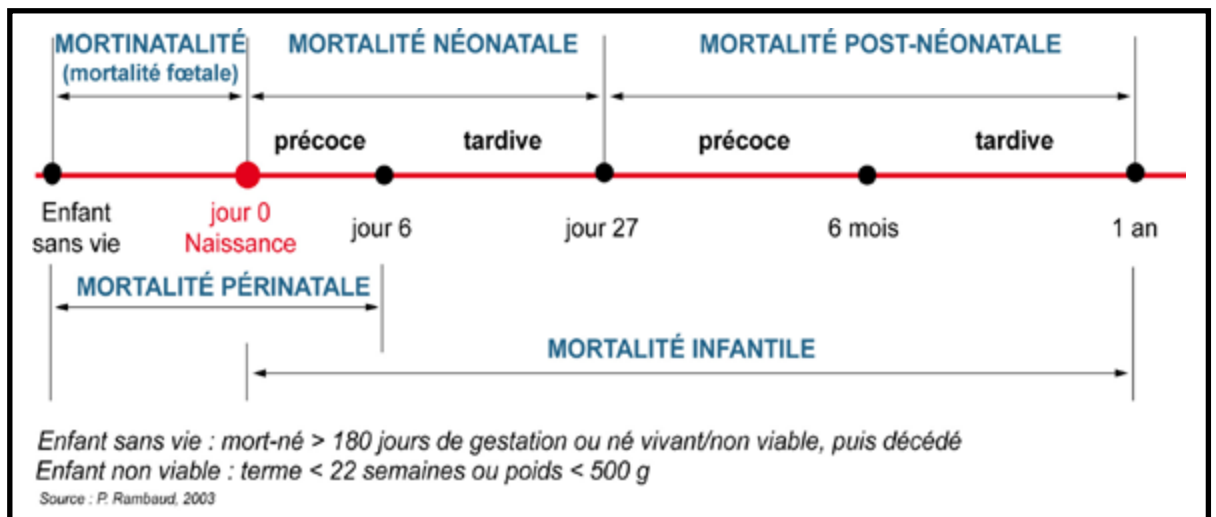 MORTINATALITÉ
(mortalité fœtale)
MORTALITÉ NÉONATALE
MORTALITÉ POST-NÉONATALE
précoce
tardive
précoce
tardive
Enfant
sans vie
jour 0
Naissance
jour 6
jour 27
6 mois
1 an
MORTALITÉ PÉRINATALE
MORTALITÉ INFANTILE
Enfant sans vie : mort-né > 180 jours de gestation ou né vivant/non viable, puis décédé
Enfant non viable : terme < 22 semaines ou poids < 500 g
Source : P. Rambaud, 2003